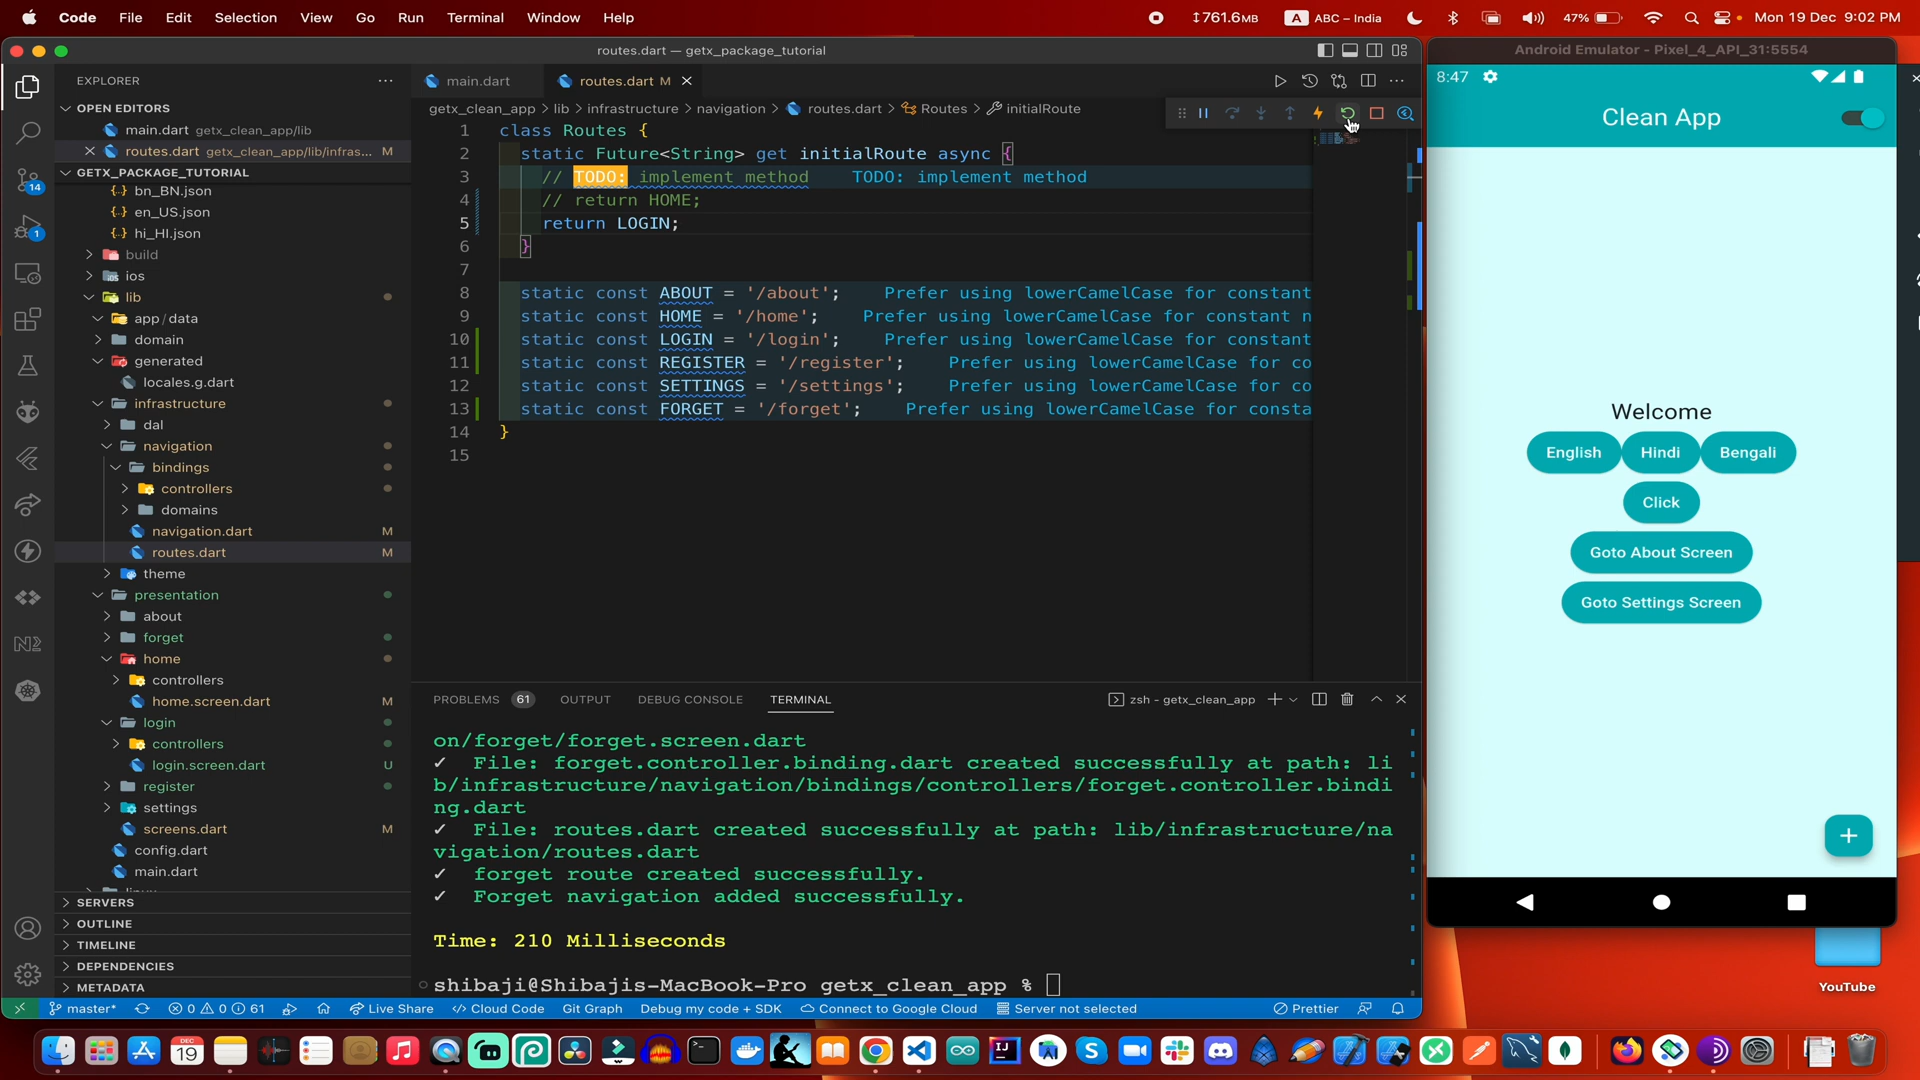 Code File Edit Selection View Go Run Terminal Window Help
761.6MB A ABC – India 47% Mon 19 Dec 9:02 PM
routes.dart — getx_package_tutorial
EXPLORER
OPEN EDITORS
main.dart getx_clean_app/lib
routes.dart getx_clean_app/lib/infras... M
GETX_PACKAGE_TUTORIAL
bn_BN.json
en_US.json
hi_HI.json
build
ios
lib
app/data
domain
generated
locales.g.dart
infrastructure
dal
navigation
bindings
controllers
domains
navigation.dart M
routes.dart M
theme
presentation
about
forget
home
controllers
home.screen.dart M
login
controllers
login.screen.dart U
register
settings
screens.dart M
config.dart
main.dart
SERVERS
OUTLINE
TIMELINE
DEPENDENCIES
METADATA
14
1
main.dart
routes.dart M
getx_clean_app > lib > infrastructure > navigation > routes.dart > Routes > initialRoute
1 class Routes {
2 static Future<String> get initialRoute async {
3 // TODO: implement method TODO: implement method
4 // return HOME;
5 return LOGIN;
6 }
7
8 static const ABOUT = '/about'; Prefer using lowerCamelCase for constant
9 static const HOME = '/home'; Prefer using lowerCamelCase for constant n
10 static const LOGIN = '/login'; Prefer using lowerCamelCase for constant
11 static const REGISTER = '/register'; Prefer using lowerCamelCase for co
12 static const SETTINGS = '/settings'; Prefer using lowerCamelCase for co
13 static const FORGET = '/forget'; Prefer using lowerCamelCase for consta
14 }
15
PROBLEMS 61 OUTPUT DEBUG CONSOLE TERMINAL
zsh - getx_clean_app
on/forget/forget.screen.dart
✓ File: forget.controller.binding.dart created successfully at path: li
b/infrastructure/navigation/bindings/controllers/forget.controller.bindi
ng.dart
✓ File: routes.dart created successfully at path: lib/infrastructure/na
vigation/routes.dart
✓ forget route created successfully.
✓ Forget navigation added successfully.
Time: 210 Milliseconds
shibaji@Shibajis-MacBook-Pro getx_clean_app %
master* 0 0 61 Live Share Cloud Code Git Graph Debug my code + SDK Connect to Google Cloud Server not selected Prettier
Android Emulator - Pixel_4_API_31:5554
8:47
Clean App
Welcome
English Hindi Bengali
Click
Goto About Screen
Goto Settings Screen
+
YouTube
DEC
19